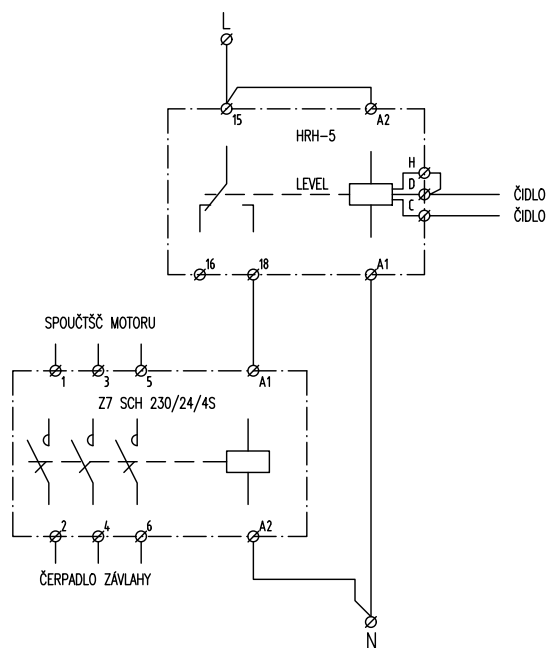 L
15
A2
HRH-5
H
LEVEL
D
ČIDLO
C
ČIDLO
16
18
A1
SPOUČTŠČ MOTORU
1
3
5
A1
Z7 SCH 230/24/4S
2
4
6
A2
ČERPADLO ZÁVLAHY
N